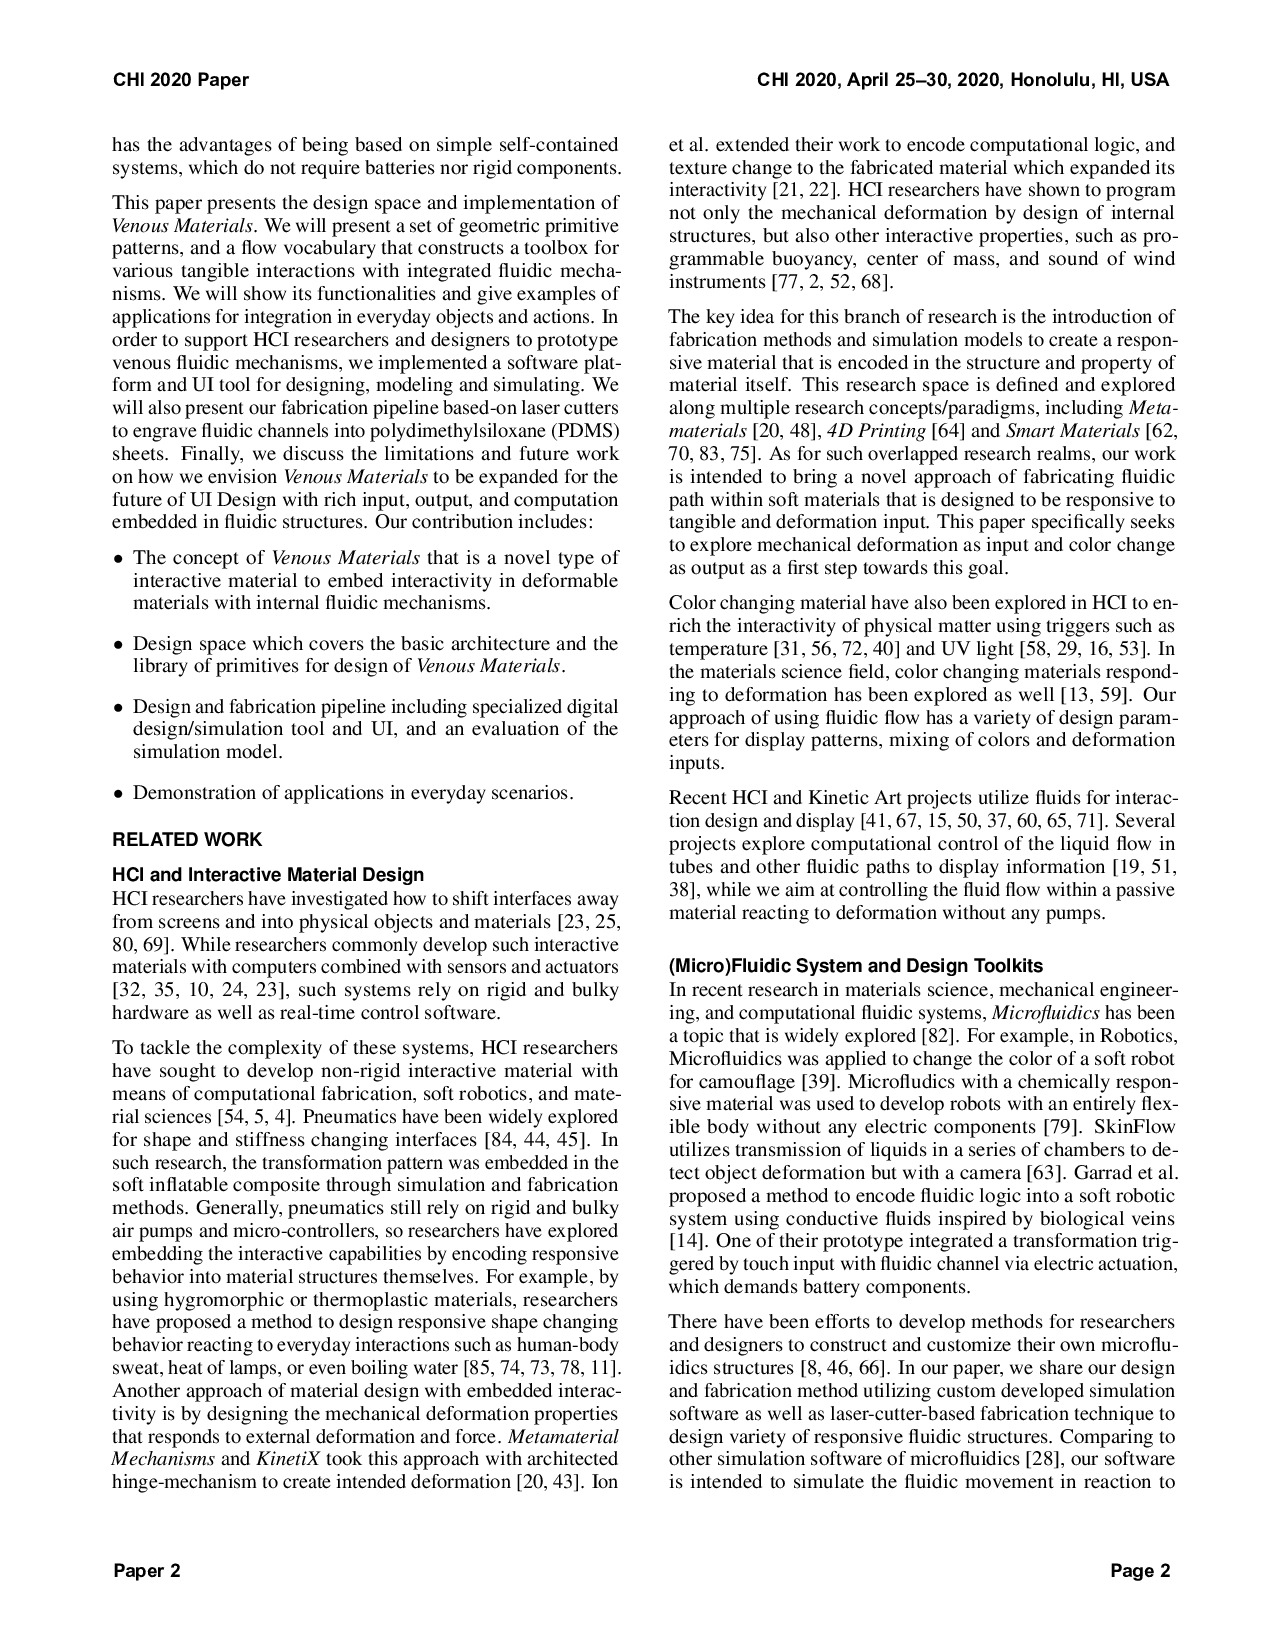 CHI 2020 Paper
CHI 2020, April 25–30, 2020, Honolulu, HI, USA
has the advantages of being based on simple self-contained
systems, which do not require batteries nor rigid components.
This paper presents the design space and implementation of
Venous Materials. We will present a set of geometric primitive
patterns, and a flow vocabulary that constructs a toolbox for
various tangible interactions with integrated fluidic mecha-
nisms. We will show its functionalities and give examples of
applications for integration in everyday objects and actions. In
order to support HCI researchers and designers to prototype
venous fluidic mechanisms, we implemented a software plat-
form and UI tool for designing, modeling and simulating. We
will also present our fabrication pipeline based-on laser cutters
to engrave fluidic channels into polydimethylsiloxane (PDMS)
sheets. Finally, we discuss the limitations and future work
on how we envision Venous Materials to be expanded for the
future of UI Design with rich input, output, and computation
embedded in fluidic structures. Our contribution includes:
• The concept of Venous Materials that is a novel type of
interactive material to embed interactivity in deformable
materials with internal fluidic mechanisms.
• Design space which covers the basic architecture and the
library of primitives for design of Venous Materials.
• Design and fabrication pipeline including specialized digital
design/simulation tool and UI, and an evaluation of the
simulation model.
• Demonstration of applications in everyday scenarios.
RELATED WORK
HCI and Interactive Material Design
HCI researchers have investigated how to shift interfaces away
from screens and into physical objects and materials [23, 25,
80, 69]. While researchers commonly develop such interactive
materials with computers combined with sensors and actuators
[32, 35, 10, 24, 23], such systems rely on rigid and bulky
hardware as well as real-time control software.
To tackle the complexity of these systems, HCI researchers
have sought to develop non-rigid interactive material with
means of computational fabrication, soft robotics, and mate-
rial sciences [54, 5, 4]. Pneumatics have been widely explored
for shape and stiffness changing interfaces [84, 44, 45]. In
such research, the transformation pattern was embedded in the
soft inflatable composite through simulation and fabrication
methods. Generally, pneumatics still rely on rigid and bulky
air pumps and micro-controllers, so researchers have explored
embedding the interactive capabilities by encoding responsive
behavior into material structures themselves. For example, by
using hygromorphic or thermoplastic materials, researchers
have proposed a method to design responsive shape changing
behavior reacting to everyday interactions such as human-body
sweat, heat of lamps, or even boiling water [85, 74, 73, 78, 11].
Another approach of material design with embedded interac-
tivity is by designing the mechanical deformation properties
that responds to external deformation and force. Metamaterial
Mechanisms and KinetiX took this approach with architected
hinge-mechanism to create intended deformation [20, 43]. Ion
et al. extended their work to encode computational logic, and
texture change to the fabricated material which expanded its
interactivity [21, 22]. HCI researchers have shown to program
not only the mechanical deformation by design of internal
structures, but also other interactive properties, such as pro-
grammable buoyancy, center of mass, and sound of wind
instruments [77, 2, 52, 68].
The key idea for this branch of research is the introduction of
fabrication methods and simulation models to create a respon-
sive material that is encoded in the structure and property of
material itself. This research space is defined and explored
along multiple research concepts/paradigms, including Meta-
materials [20, 48], 4D Printing [64] and Smart Materials [62,
70, 83, 75]. As for such overlapped research realms, our work
is intended to bring a novel approach of fabricating fluidic
path within soft materials that is designed to be responsive to
tangible and deformation input. This paper specifically seeks
to explore mechanical deformation as input and color change
as output as a first step towards this goal.
Color changing material have also been explored in HCI to en-
rich the interactivity of physical matter using triggers such as
temperature [31, 56, 72, 40] and UV light [58, 29, 16, 53]. In
the materials science field, color changing materials respond-
ing to deformation has been explored as well [13, 59]. Our
approach of using fluidic flow has a variety of design param-
eters for display patterns, mixing of colors and deformation
inputs.
Recent HCI and Kinetic Art projects utilize fluids for interac-
tion design and display [41, 67, 15, 50, 37, 60, 65, 71]. Several
projects explore computational control of the liquid flow in
tubes and other fluidic paths to display information [19, 51,
38], while we aim at controlling the fluid flow within a passive
material reacting to deformation without any pumps.
(Micro)Fluidic System and Design Toolkits
In recent research in materials science, mechanical engineer-
ing, and computational fluidic systems, Microfluidics has been
a topic that is widely explored [82]. For example, in Robotics,
Microfluidics was applied to change the color of a soft robot
for camouflage [39]. Microfludics with a chemically respon-
sive material was used to develop robots with an entirely flex-
ible body without any electric components [79]. SkinFlow
utilizes transmission of liquids in a series of chambers to de-
tect object deformation but with a camera [63]. Garrad et al.
proposed a method to encode fluidic logic into a soft robotic
system using conductive fluids inspired by biological veins
[14]. One of their prototype integrated a transformation trig-
gered by touch input with fluidic channel via electric actuation,
which demands battery components.
There have been efforts to develop methods for researchers
and designers to construct and customize their own microflu-
idics structures [8, 46, 66]. In our paper, we share our design
and fabrication method utilizing custom developed simulation
software as well as laser-cutter-based fabrication technique to
design variety of responsive fluidic structures. Comparing to
other simulation software of microfluidics [28], our software
is intended to simulate the fluidic movement in reaction to
Paper 2
Page 2